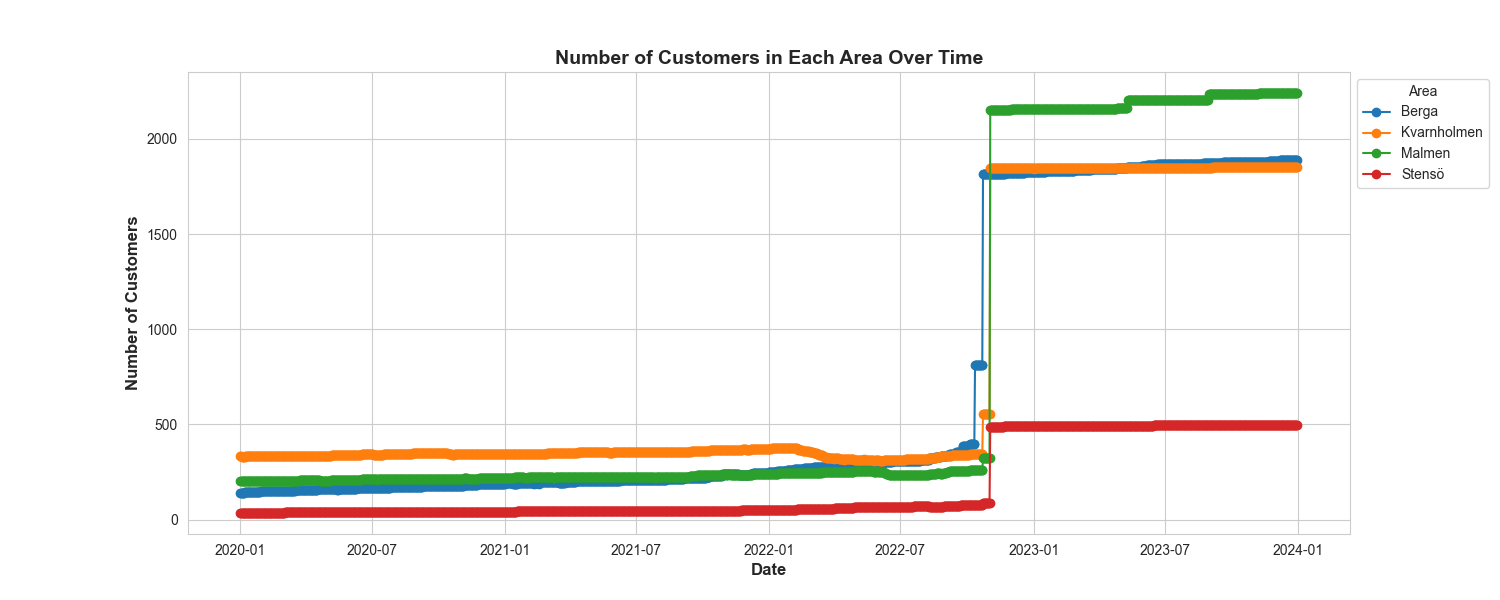 Number of Customers in Each Area Over Time
Number of Customers
2000
1500
1000
500
0
2020-01
2020-07
2021-01
2021-07
2022-01
2022-07
2023-01
2023-07
2024-01
Date
Area
Berga
Kvarnholmen
Malmen
Stensö